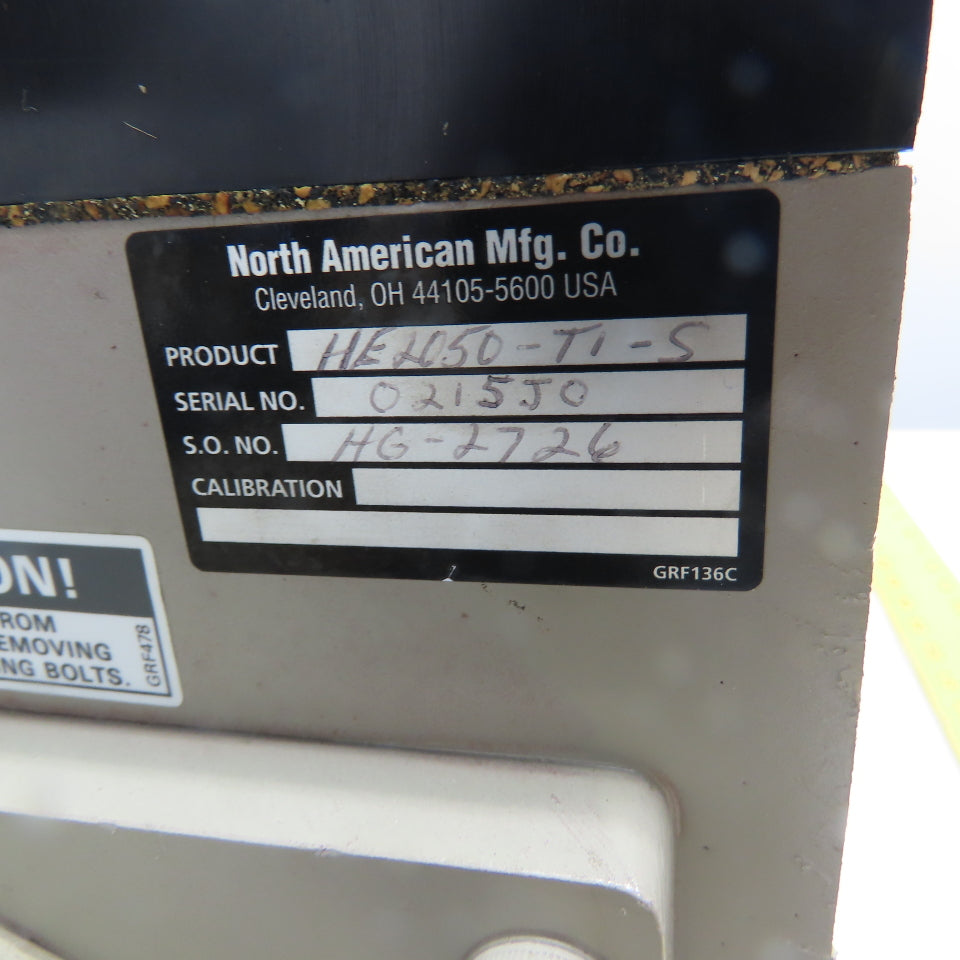 North American Mfg. Co.
Cleveland, OH 44105-5600 USA
PRODUCT HE2050-T1-S
SERIAL NO. 0215J0
S.O. NO. HG-2726
CALIBRATION
GRF136C
ON!
ROM
EMOVING
NG BOLTS.
GRF478